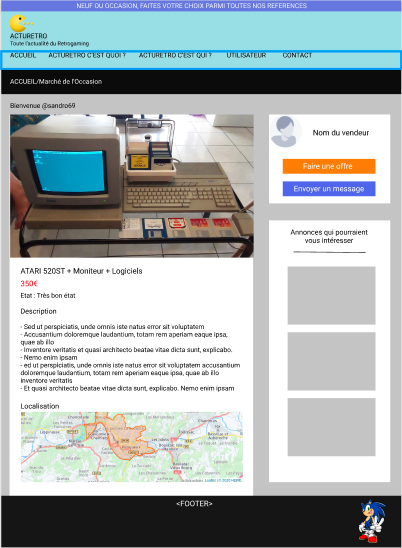 NEUF OU OCCASION, FAITES VOTRE CHOIX PARMI TOUTES NOS REFERENCES
ACTURETRO
Toute l'actualité du Retrogaming
ACCUEIL
ACTURETRO C'EST QUOI ?
ACTURETRO C'EST QUI ?
UTILISATEUR
CONTACT
ACCUEIL/Marché de l'Occasion
Bienvenue @sandro69
Nom du vendeur
Faire une offre
Envoyer un message
Annonces qui pourraient
vous intéresser
ATARI 520ST + Moniteur + Logiciels
350€
Etat : Très bon état
Description
- Sed ut perspiciatis, unde omnis iste natus error sit voluptatem
- Accusantium doloremque laudantium, totam rem aperiam eaque ipsa,
quae ab illo
- Inventore veritatis et quasi architecto beatae vitae dicta sunt, explicabo.
- Nemo enim ipsam
- ed ut perspiciatis, unde omnis iste natus error sit voluptatem accusantium
doloremque laudantium, totam rem aperiam eaque ipsa, quae ab illo
inventore veritatis
- Et quasi architecto beatae vitae dicta sunt, explicabo. Nemo enim ipsam
Localisation
<FOOTER>